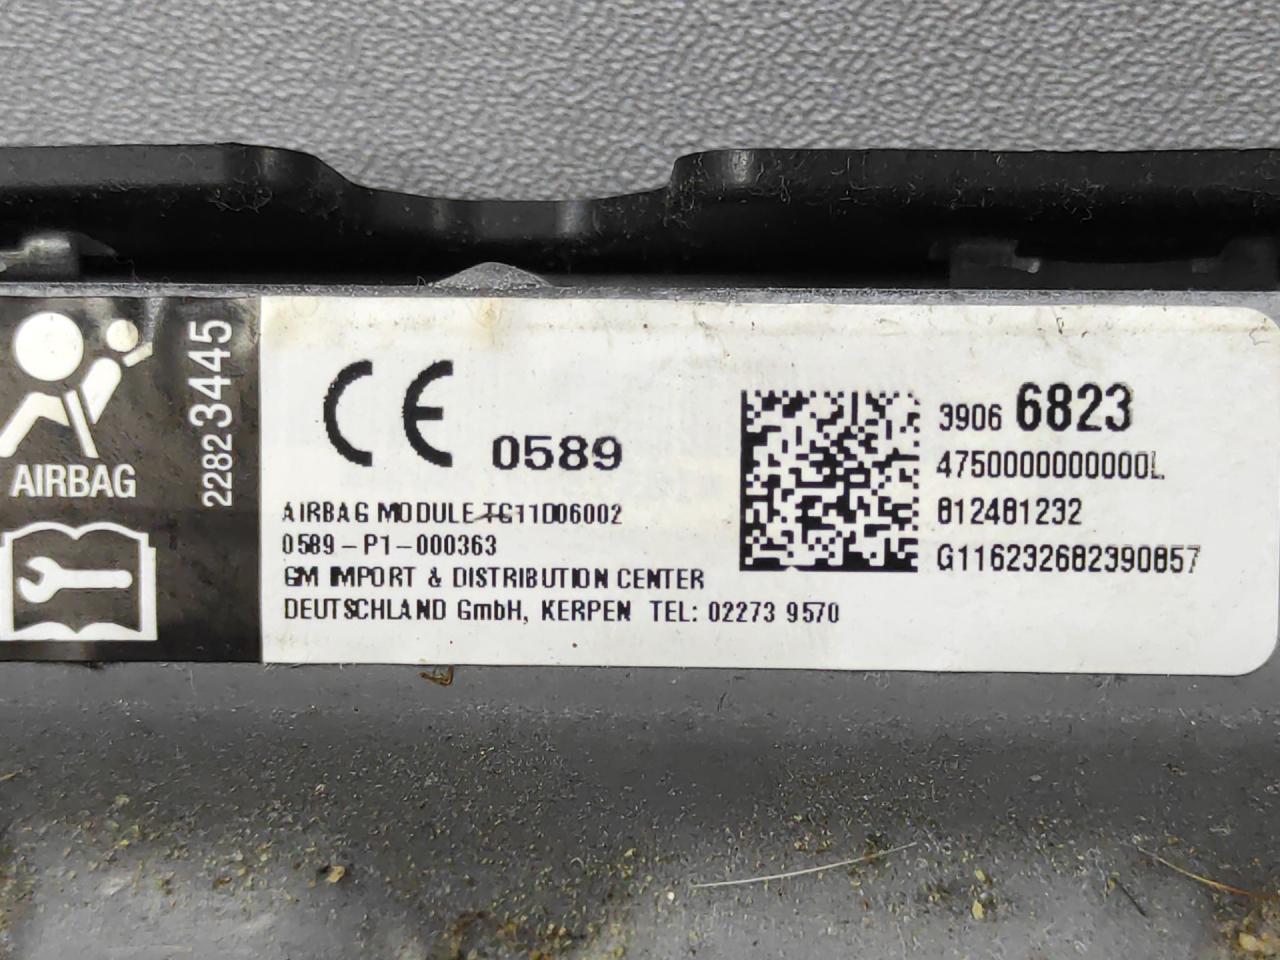 AIRBAG
2282 3445
CE 0589
AIRBAG MODULE TG11D06002
0589-P1-000363
GM IMPORT & DISTRIBUTION CENTER
DEUTSCHLAND GmbH, KERPEN TEL: 02273 9570
3906 6823
4750000000000L
812481232
G116232682390857